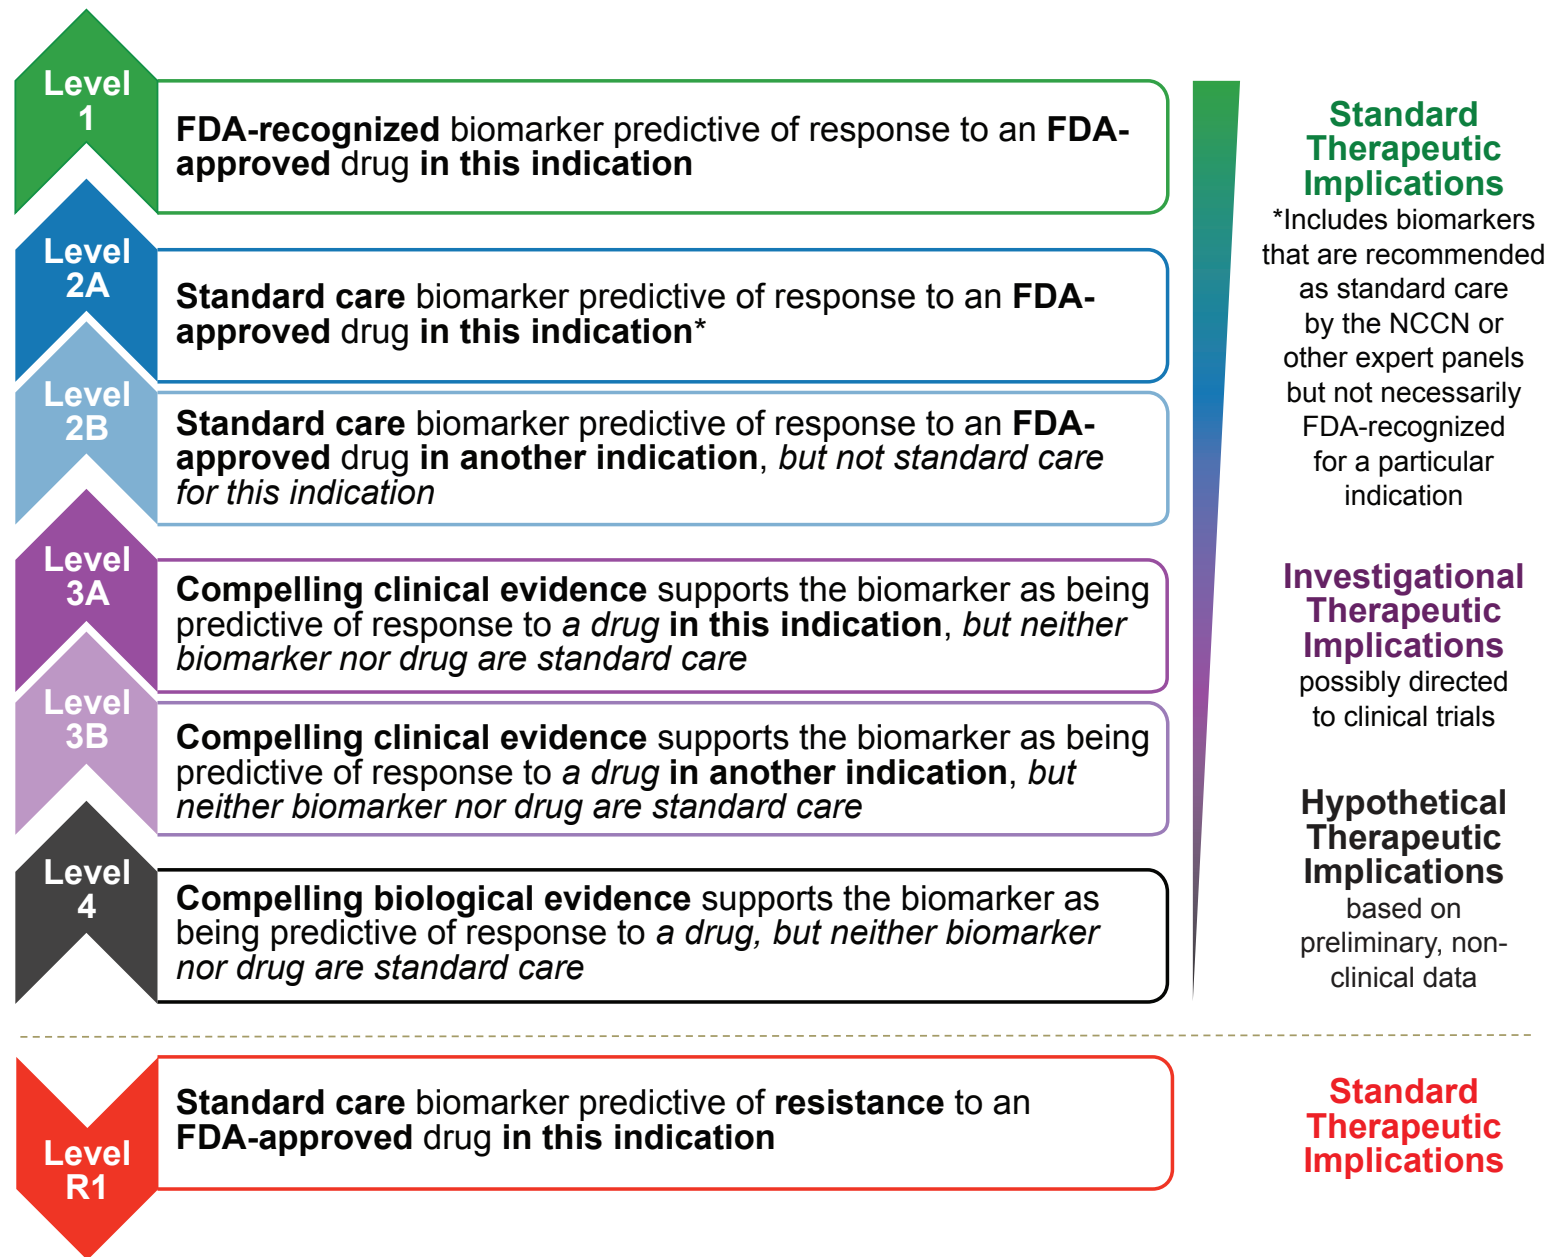 Level
1
FDA-recognized biomarker predictive of response to an FDA-
approved drug in this indication
Level
2A
Standard care biomarker predictive of response to an FDA-
approved drug in this indication*
Level
2B
Standard care biomarker predictive of response to an FDA-
approved drug in another indication, but not standard care
for this indication
Level
3A
Compelling clinical evidence supports the biomarker as being
predictive of response to a drug in this indication, but neither
biomarker nor drug are standard care
Level
3B
Compelling clinical evidence supports the biomarker as being
predictive of response to a drug in another indication, but
neither biomarker nor drug are standard care
Level
4
Compelling biological evidence supports the biomarker as
being predictive of response to a drug, but neither biomarker
nor drug are standard care
Standard
Therapeutic
Implications
*Includes biomarkers
that are recommended
as standard care
by the NCCN or
other expert panels
but not necessarily
FDA-recognized
for a particular
indication
Investigational
Therapeutic
Implications
possibly directed
to clinical trials
Hypothetical
Therapeutic
Implications
based on
preliminary, non-
clinical data
Level
R1
Standard care biomarker predictive of resistance to an
FDA-approved drug in this indication
Standard
Therapeutic
Implications